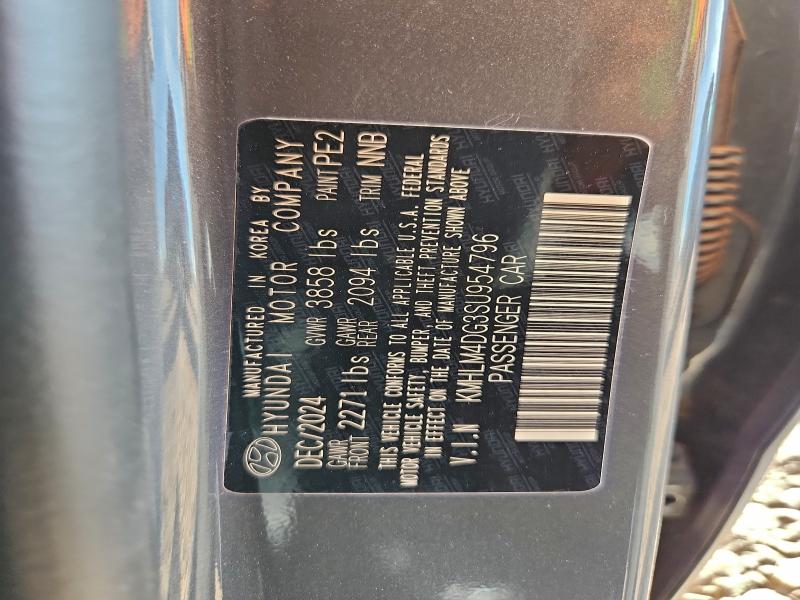 MANUFACTURED IN KOREA BY
HYUNDAI MOTOR COMPANY
DEC/2024 GVWR 3858 lbs PAINT PE2
GAWR FRONT 2271 lbs GAWR REAR 2094 lbs TRIM NNB
THIS VEHICLE CONFORMS TO ALL APPLICABLE U.S.A. FEDERAL
MOTOR VEHICLE SAFETY, BUMPER, AND THEFT PREVENTION STANDARDS
IN EFFECT ON THE DATE OF MANUFACTURE SHOWN ABOVE
V.I.N KMHLM4DG3SU954796
PASSENGER CAR